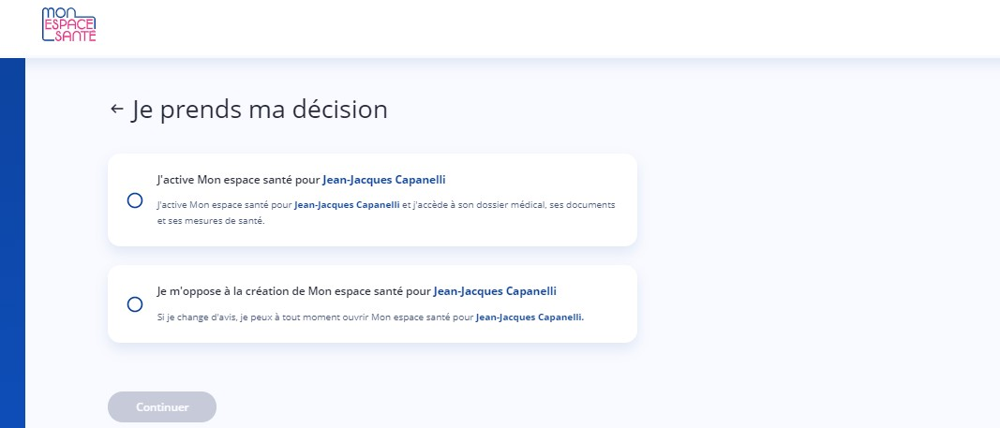 MON
ESPACE
SANTÉ
← Je prends ma décision
J'active Mon espace santé pour Jean-Jacques Capanelli
J'active Mon espace santé pour Jean-Jacques Capanelli et j'accède à son dossier médical, ses documents
et ses mesures de santé.
Je m'oppose à la création de Mon espace santé pour Jean-Jacques Capanelli
Si je change d'avis, je peux à tout moment ouvrir Mon espace santé pour Jean-Jacques Capanelli.
Continuer